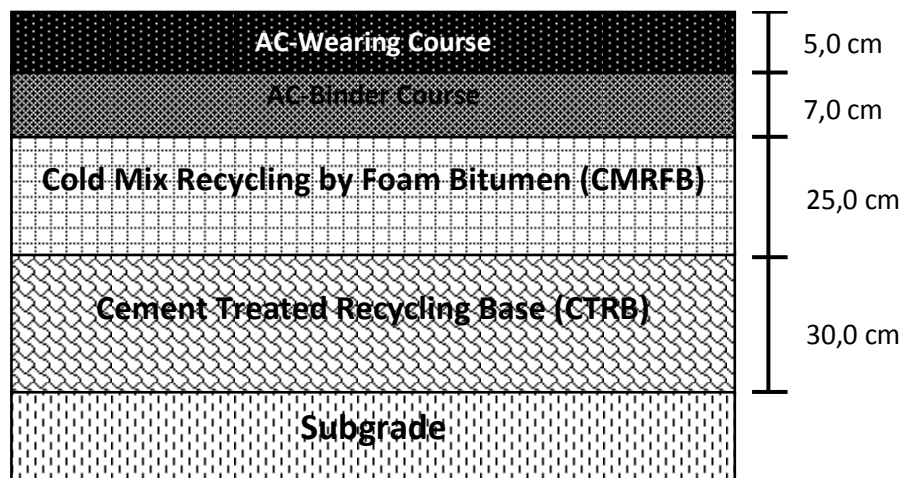 AC-Wearing Course
5,0 cm
AC-Binder Course
7,0 cm
Cold Mix Recycling by Foam Bitumen (CMRFB)
25,0 cm
Cement Treated Recycling Base (CTRB)
30,0 cm
Subgrade